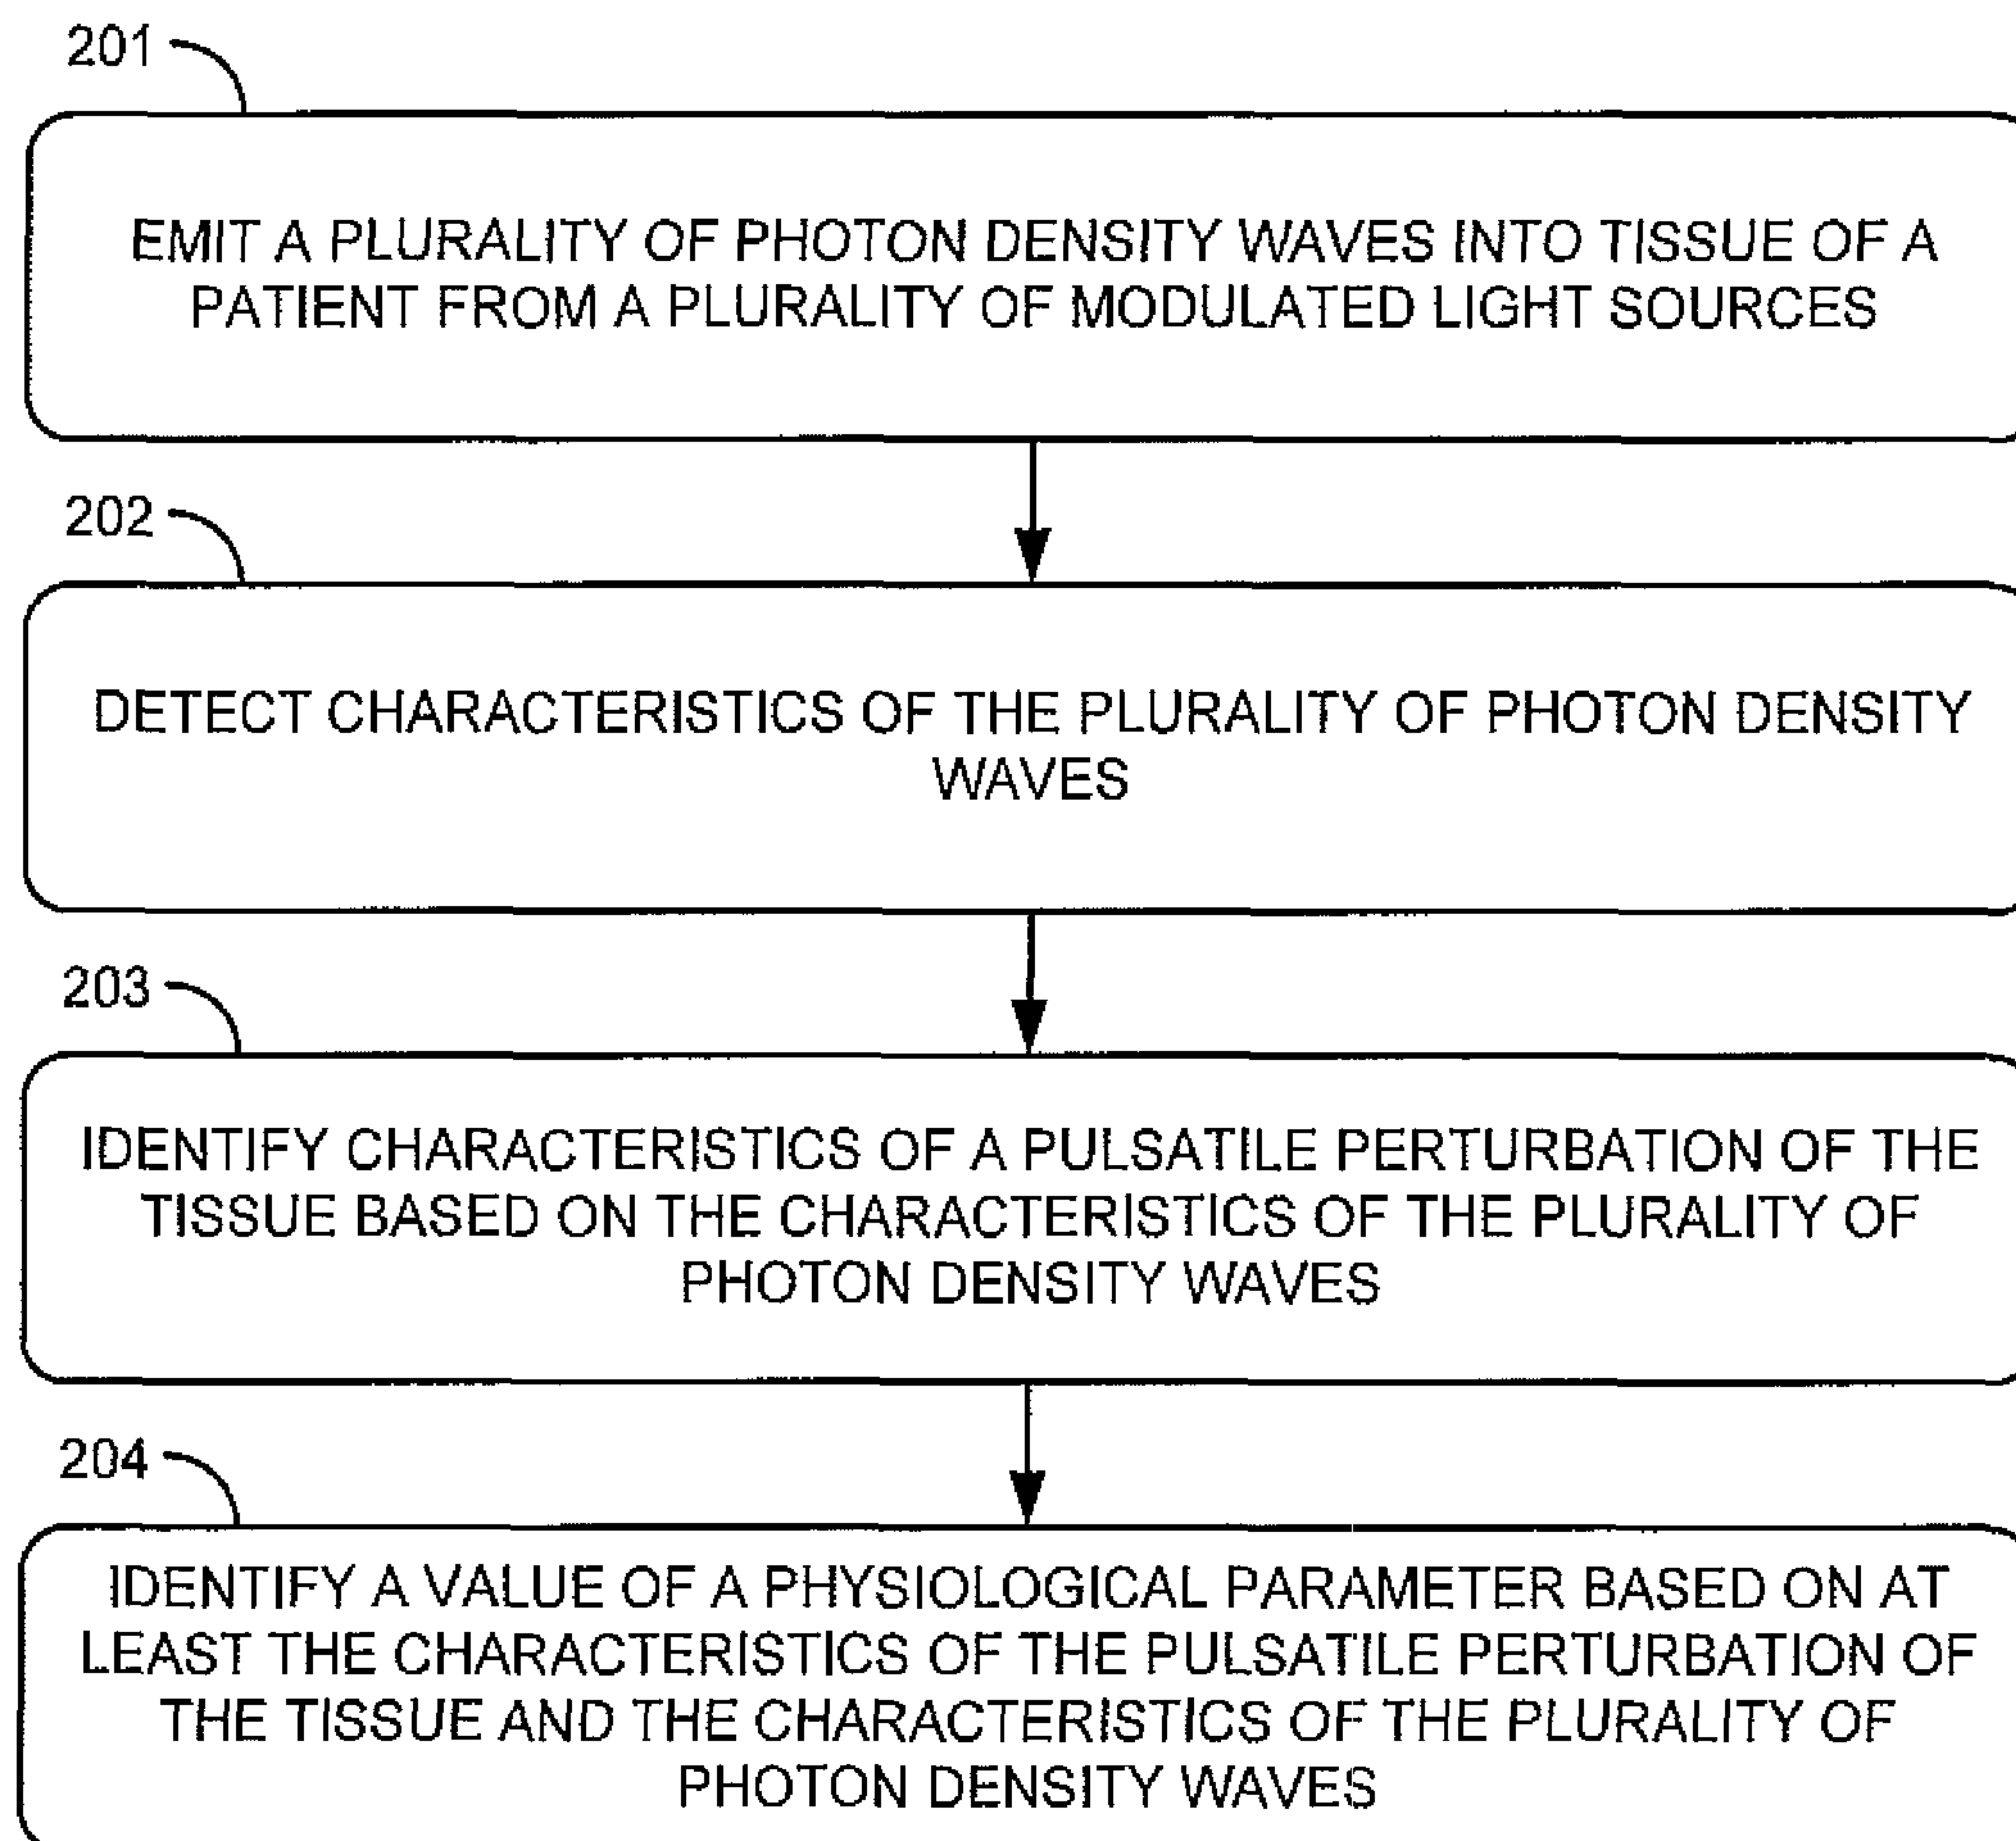 201
EMIT A PLURALITY OF PHOTON DENSITY WAVES INTO TISSUE OF A
PATIENT FROM A PLURALITY OF MODULATED LIGHT SOURCES
202
DETECT CHARACTERISTICS OF THE PLURALITY OF PHOTON DENSITY
WAVES
203
IDENTIFY CHARACTERISTICS OF A PULSATILE PERTURBATION OF THE
TISSUE BASED ON THE CHARACTERISTICS OF THE PLURALITY OF
PHOTON DENSITY WAVES
204
IDENTIFY A VALUE OF A PHYSIOLOGICAL PARAMETER BASED ON AT
LEAST THE CHARACTERISTICS OF THE PULSATILE PERTURBATION OF
THE TISSUE AND THE CHARACTERISTICS OF THE PLURALITY OF
PHOTON DENSITY WAVES